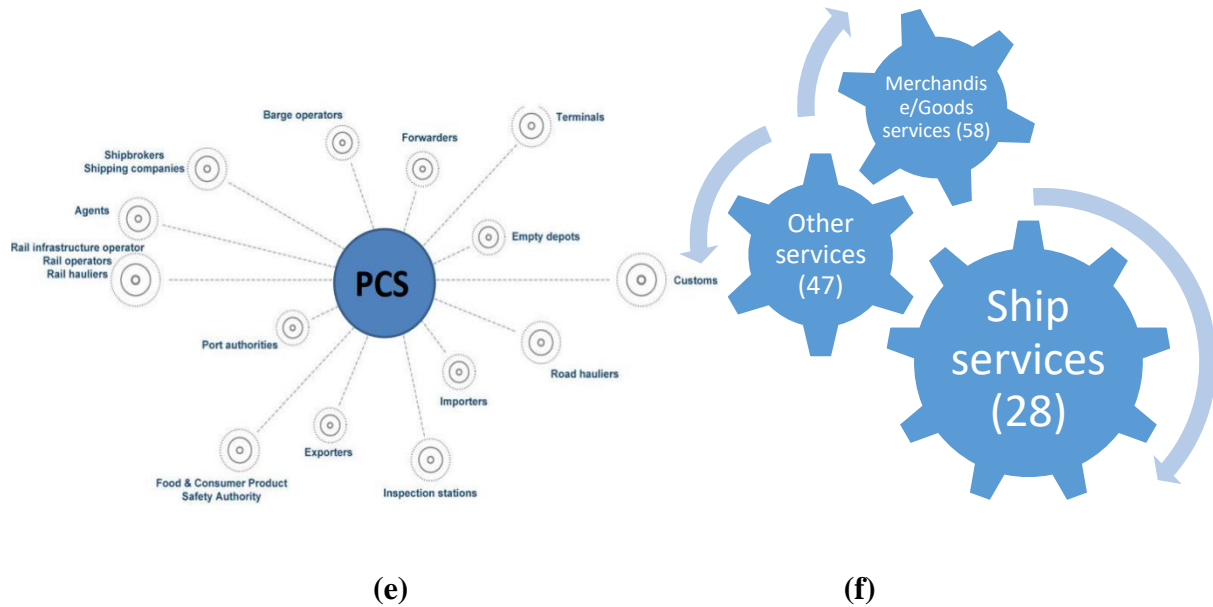 Barge operators
Terminals
Forwarders
Shipbrokers
Shipping companies
Agents
Empty depots
Rail infrastructure operator
Rail operators
Rail hauliers
PCS
Customs
Port authorities
Road hauliers
Importers
Exporters
Food & Consumer Product
Safety Authority
Inspection stations
(e)
Merchandis
e/Goods
services (58)
Other
services
(47)
Ship
services
(28)
(f)